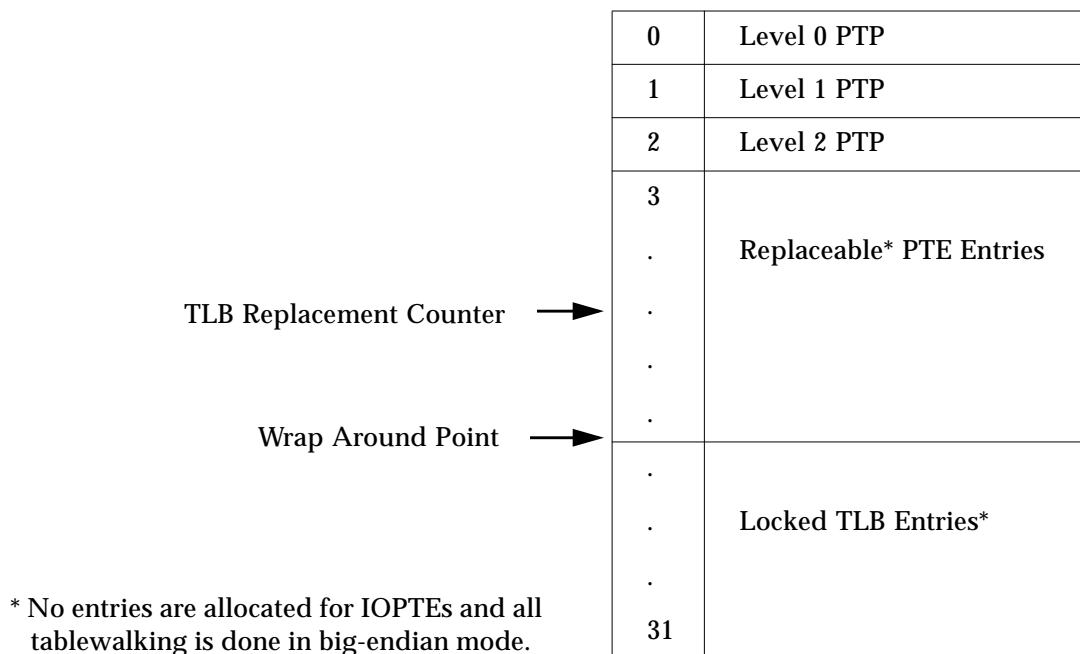 0 Level 0 PTP
1 Level 1 PTP
2 Level 2 PTP
3
. Replaceable* PTE Entries
TLB Replacement Counter .
.
Wrap Around Point .
.
. Locked TLB Entries*
.
31
* No entries are allocated for IOPTEs and all
tablewalking is done in big-endian mode.